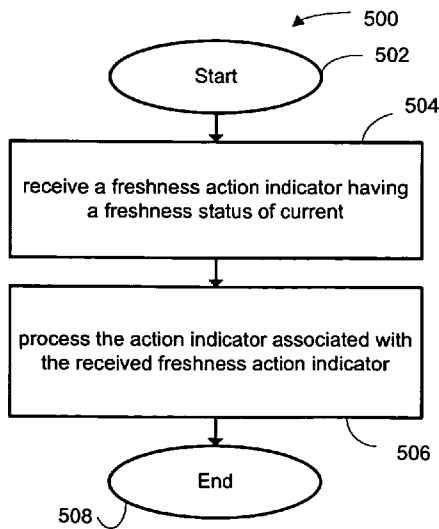 500
Start
502
504
receive a freshness action indicator having
a freshness status of current
process the action indicator associated with
the received freshness action indicator
506
End
508